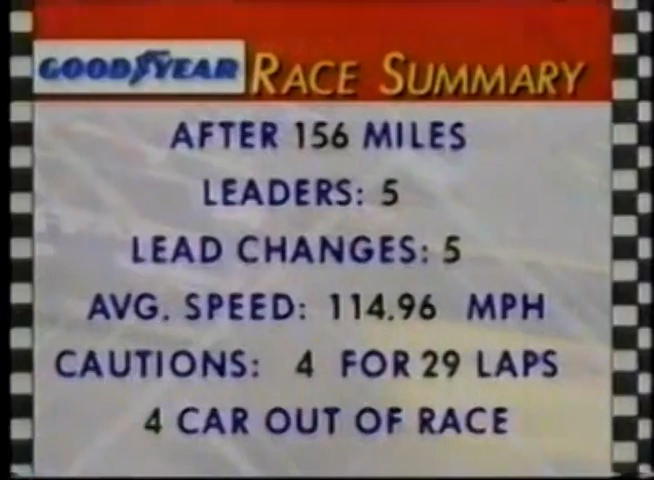 GOODYEAR RACE SUMMARY
AFTER 156 MILES
LEADERS: 5
LEAD CHANGES: 5
AVG. SPEED: 114.96 MPH
CAUTIONS: 4 FOR 29 LAPS
4 CAR OUT OF RACE